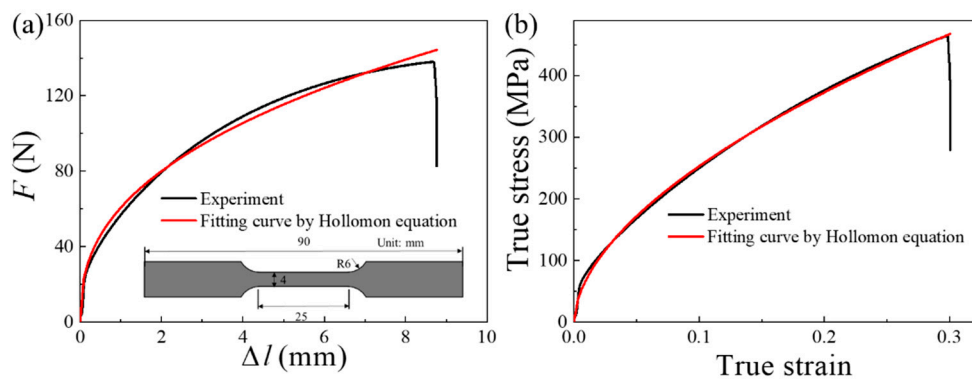 (a)
160
120
80
40
0
F (N)
Experiment
Fitting curve by Hollomon equation
90
Unit: mm
R6
4
25
0 2 4 6 8 10
Δl (mm)
(b)
400
300
200
100
0
True stress (MPa)
Experiment
Fitting curve by Hollomon equation
0.0 0.1 0.2 0.3
True strain